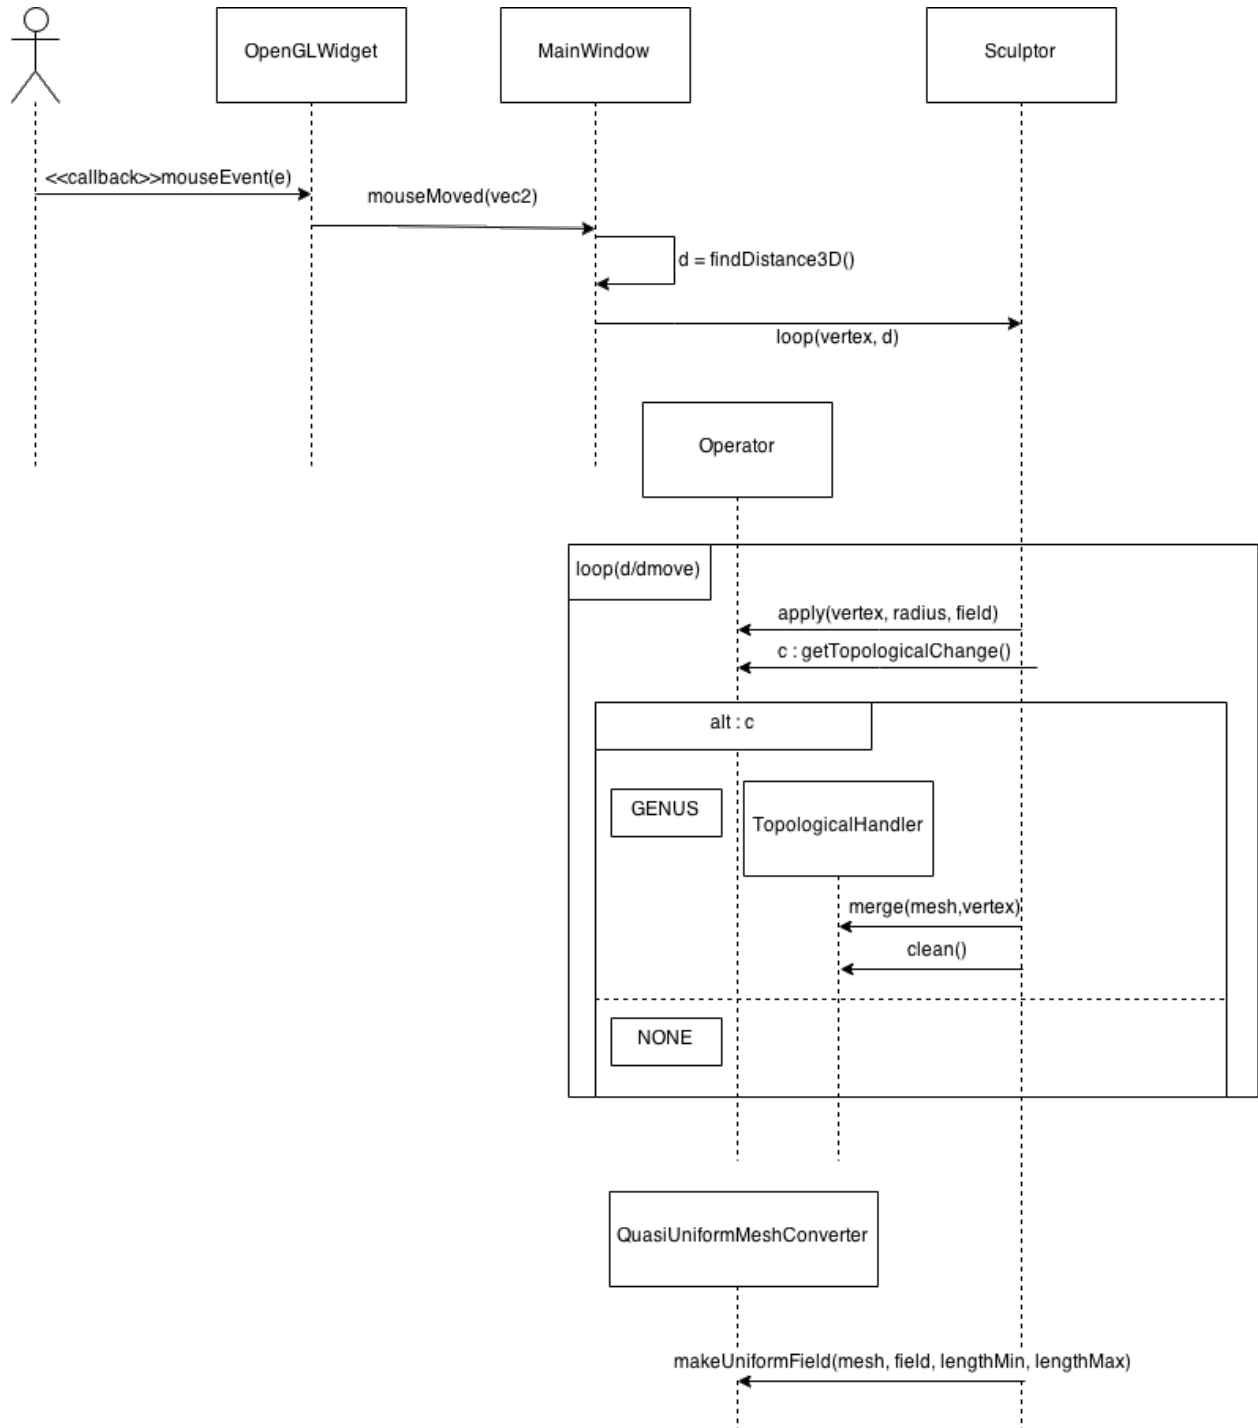 OpenGLWidget
MainWindow
Sculptor
<<callback>>mouseEvent(e)
mouseMoved(vec2)
d = findDistance3D()
loop(vertex, d)
Operator
loop(d/dmove)
apply(vertex, radius, field)
c : getTopologicalChange()
alt : c
GENUS
TopologicalHandler
merge(mesh,vertex)
clean()
NONE
QuasiUniformMeshConverter
makeUniformField(mesh, field, lengthMin, lengthMax)